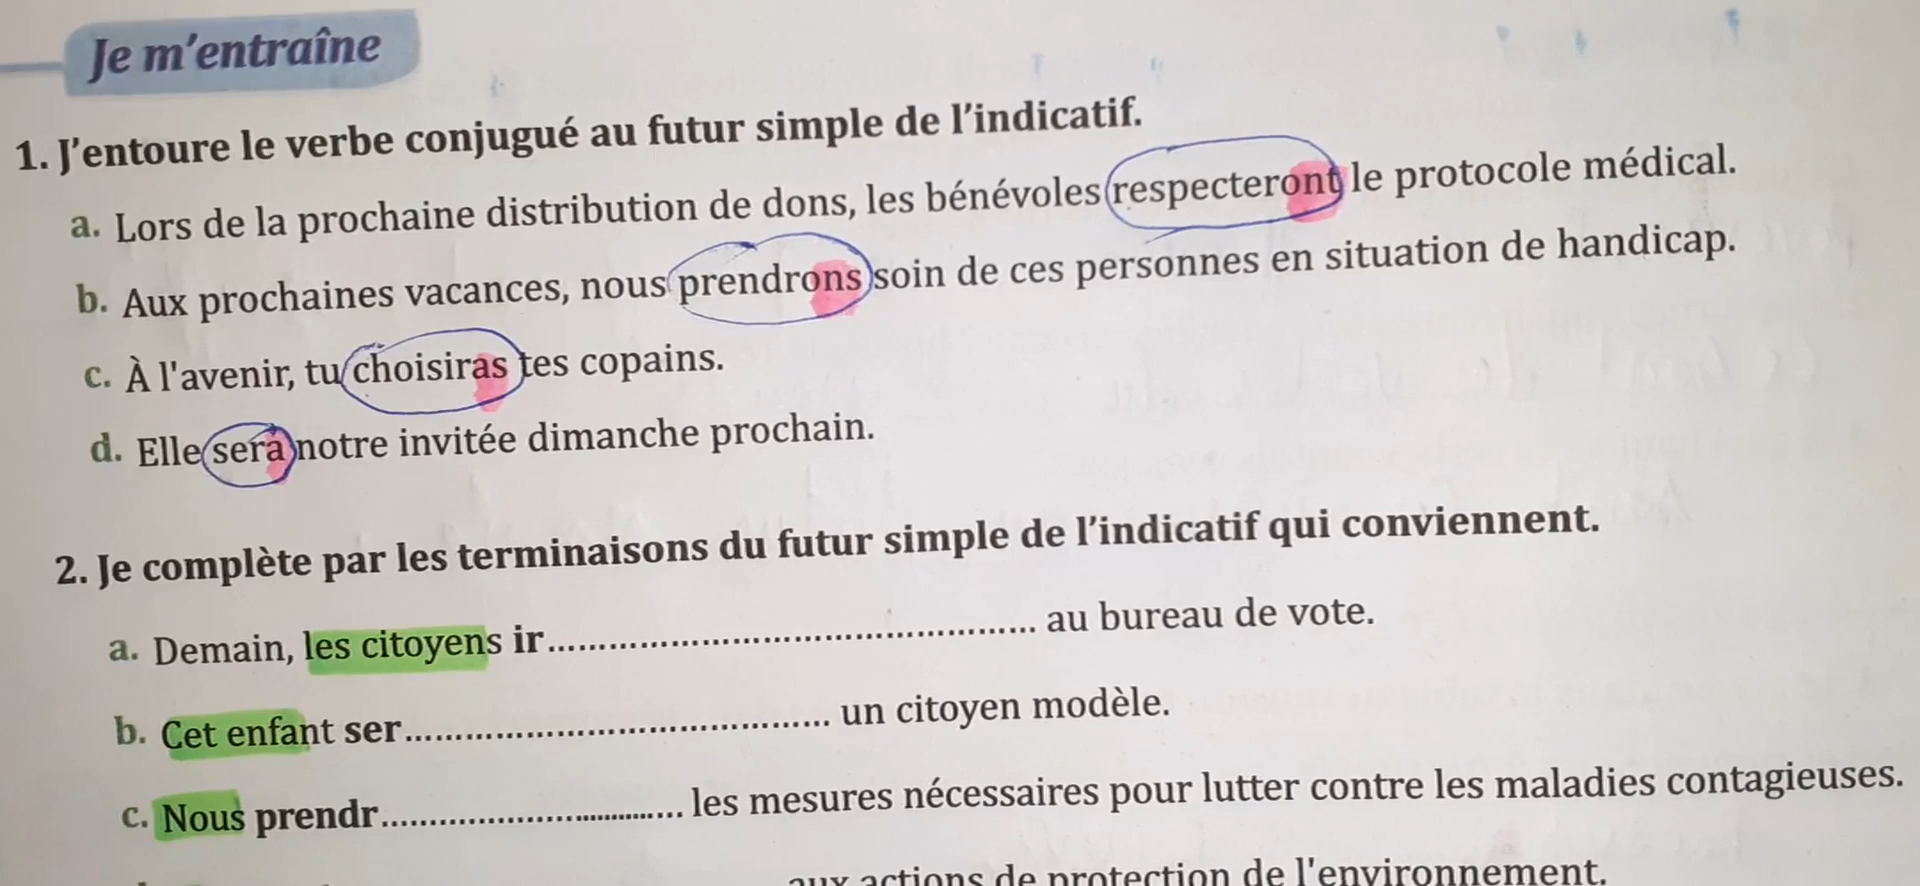 Je m'entraîne
1. J'entoure le verbe conjugué au futur simple de l'indicatif.
a. Lors de la prochaine distribution de dons, les bénévoles respecteront le protocole médical.
b. Aux prochaines vacances, nous prendrons soin de ces personnes en situation de handicap.
c. À l'avenir, tu choisiras tes copains.
d. Elle sera notre invitée dimanche prochain.
2. Je complète par les terminaisons du futur simple de l'indicatif qui conviennent.
a. Demain, les citoyens ir................................................ au bureau de vote.
b. Cet enfant ser.......................................... un citoyen modèle.
c. Nous prendr.............................. les mesures nécessaires pour lutter contre les maladies contagieuses.
aux actions de protection de l'environnement.